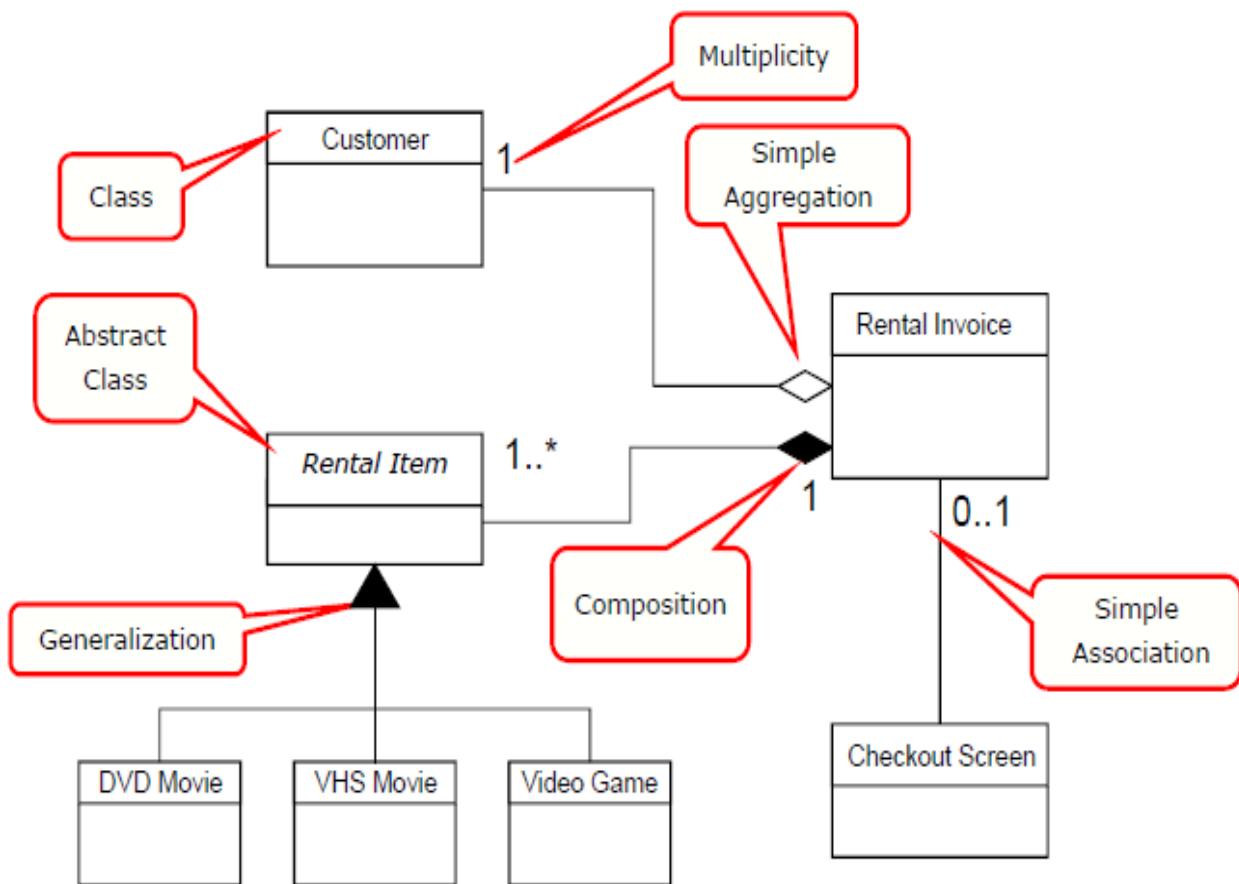 Multiplicity
Customer
1
Class
Simple
Aggregation
Abstract
Class
Rental Invoice
Rental Item
1..*
1
0..1
Generalization
Composition
Simple
Association
DVD Movie
VHS Movie
Video Game
Checkout Screen